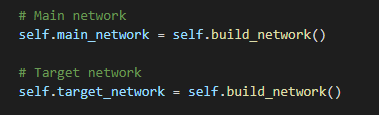 # Main network
self.main_network = self.build_network()
# Target network
self.target_network = self.build_network()